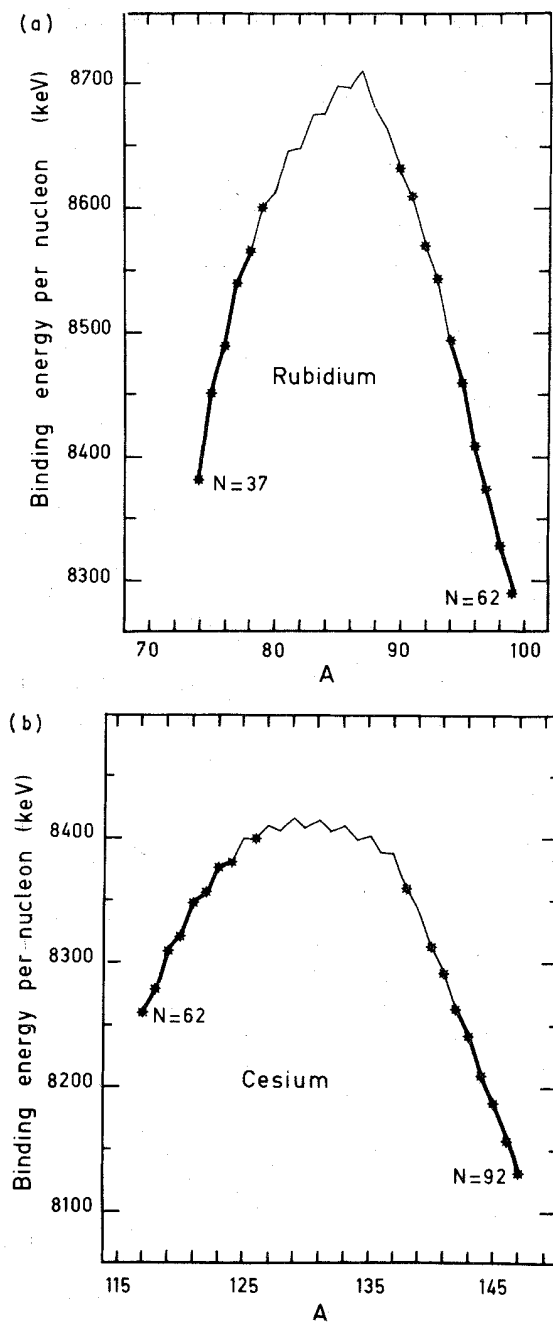 (a)
Binding energy per nucleon (keV)
8700
8600
8500
8400
8300
Rubidium
N=37
N=62
70
80
90
100
A
(b)
Binding energy per nucleon (keV)
8400
8300
8200
8100
N=62
Cesium
N=92
115
125
135
145
A